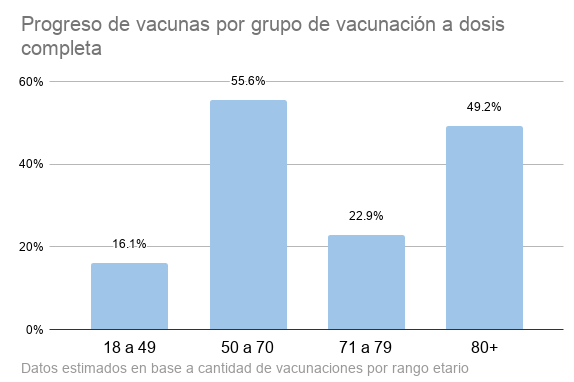 Progreso de vacunas por grupo de vacunación a dosis
completa
60%
55.6%
49.2%
40%
22.9%
20%
16.1%
0%
18 a 49 50 a 70 71 a 79 80+
Datos estimados en base a cantidad de vacunaciones por rango etario